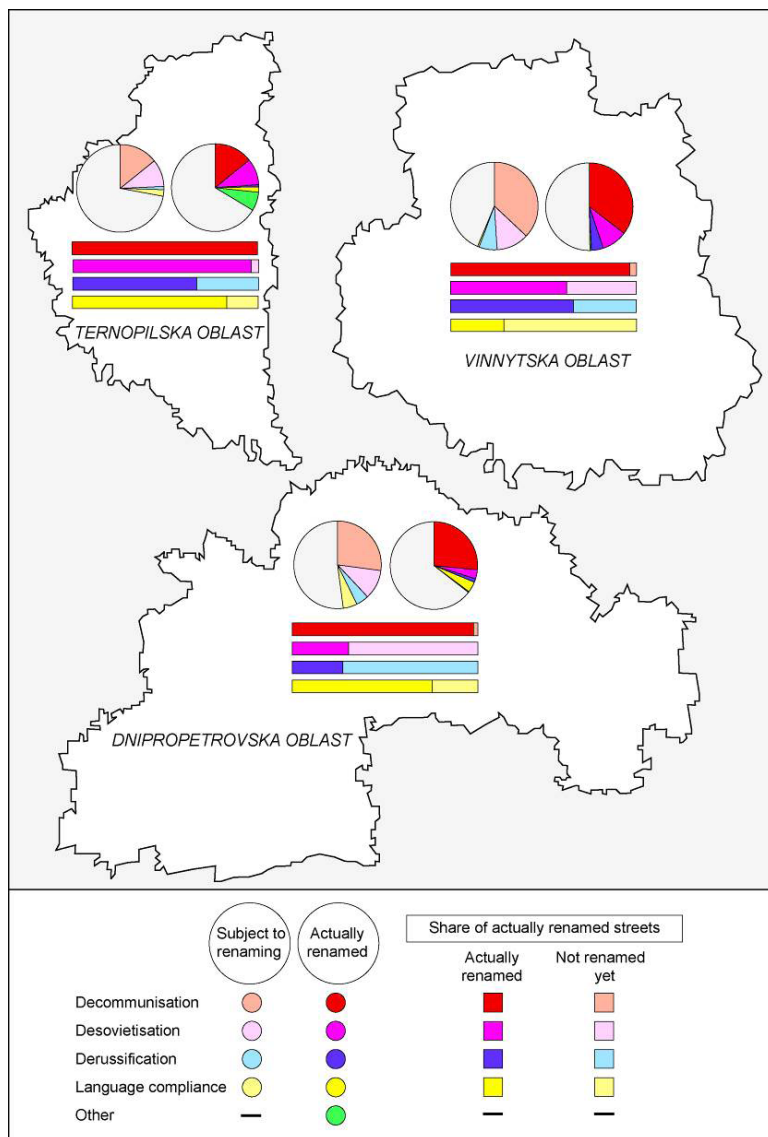 TERNOPILSKA OBLAST
VINNYTSKA OBLAST
DNIPROPETROVSKA OBLAST
Subject to
renaming
Actually
renamed
Share of actually renamed streets
Actually
renamed
Not renamed
yet
Decommunisation
Desovietisation
Derussification
Language compliance
Other